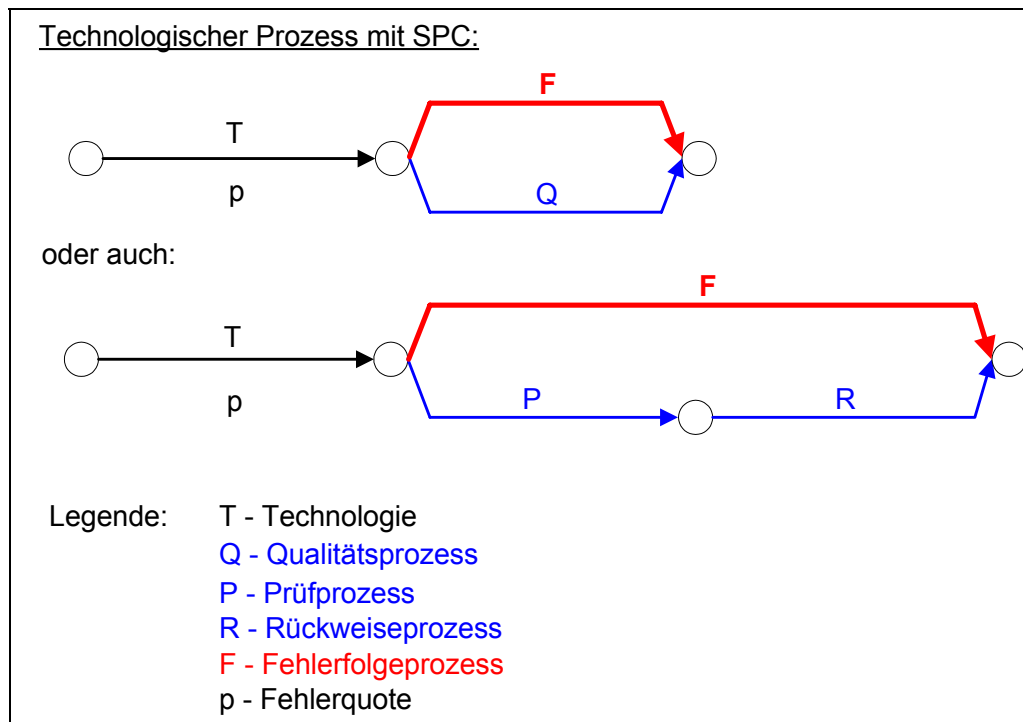 Technologischer Prozess mit SPC:
F
T
p
Q
oder auch:
F
T
p
P
R
Legende:
T - Technologie
Q - Qualitätsprozess
P - Prüfprozess
R - Rückweiseprozess
F - Fehlerfolgeprozess
p - Fehlerquote